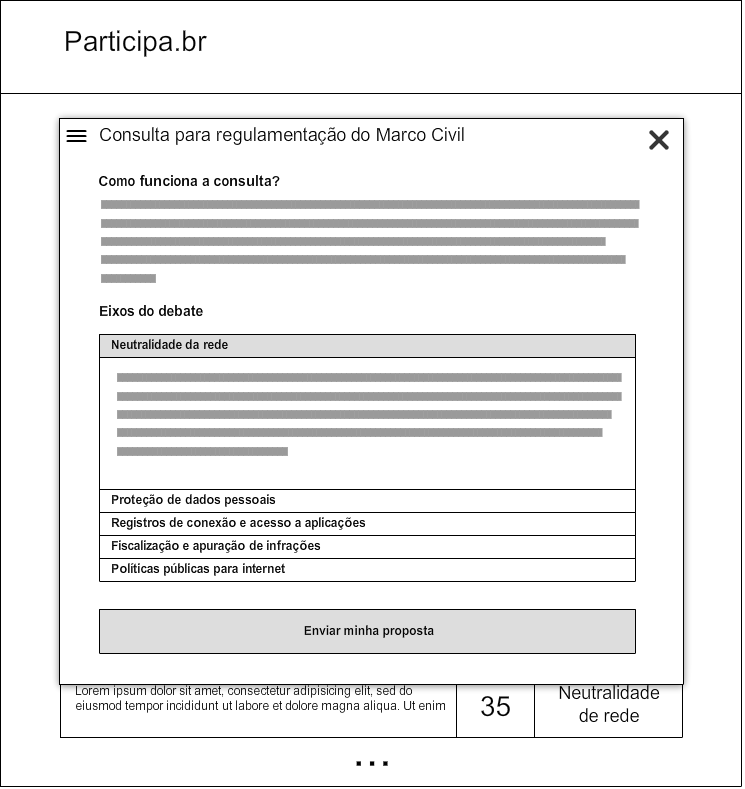 Participa.br
Consulta para regulamentação do Marco Civil
Como funciona a consulta?
Eixos do debate
Neutralidade da rede
Proteção de dados pessoais
Registros de conexão e acesso a aplicações
Fiscalização e apuração de infrações
Políticas públicas para internet
Enviar minha proposta
Lorem ipsum dolor sit amet, consectetur adipisicing elit, sed do
eiusmod tempor incididunt ut labore et dolore magna aliqua. Ut enim
35
Neutralidade
de rede
...